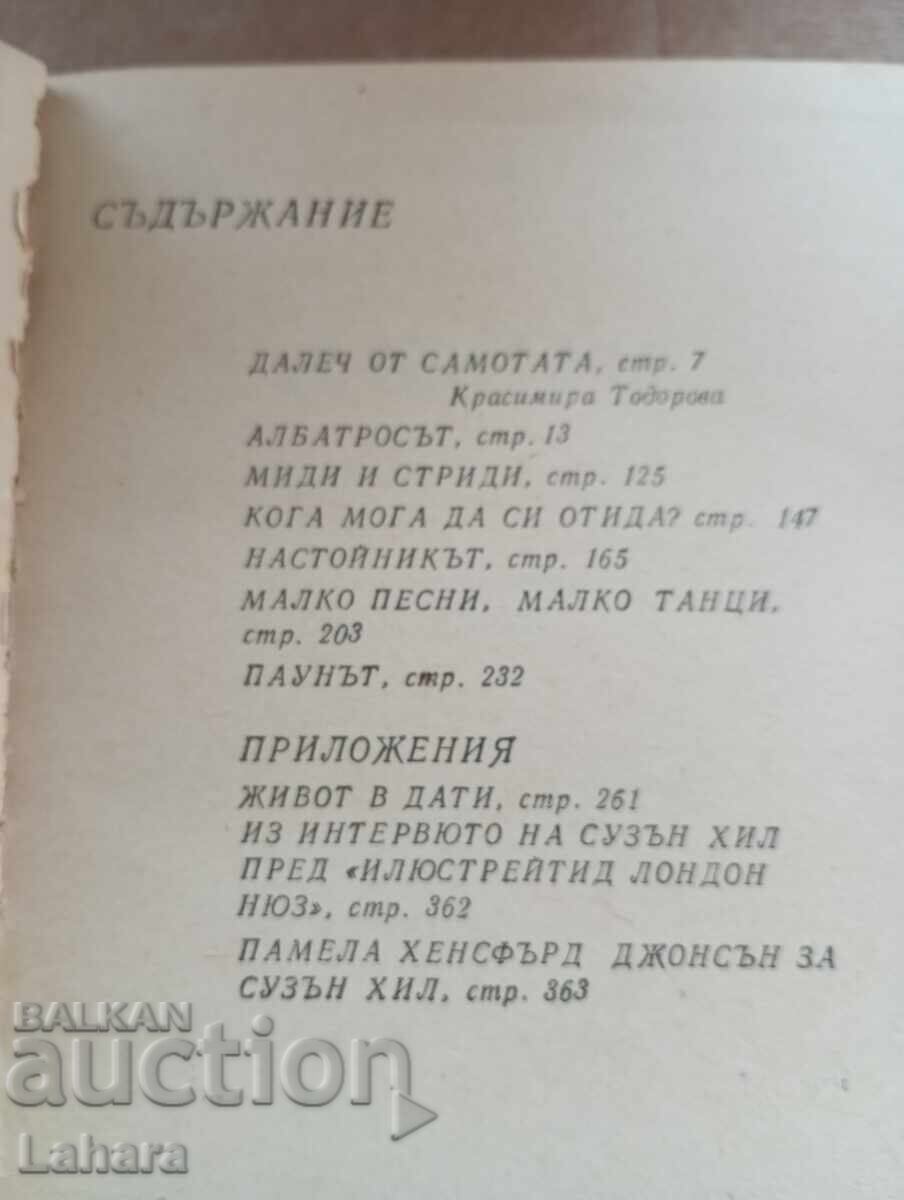 СЪДЪРЖАНИЕ
ДАЛЕЧ ОТ САМОТАТА, стр. 7
Красимира Тодорова
АЛБАТРОСЪТ, стр. 13
МИДИ И СТРИДИ, стр. 125
КОГА МОГА ДА СИ ОТИДА? стр. 147
НАСТОЙНИКЪТ, стр. 165
МАЛКО ПЕСНИ, МАЛКО ТАНЦИ,
стр. 203
ПАУНЪТ, стр. 232
ПРИЛОЖЕНИЯ
ЖИВОТ В ДАТИ, стр. 261
ИЗ ИНТЕРВЮТО НА СУЗЪН ХИЛ
ПРЕД «ИЛЮСТРЕЙТИД ЛОНДОН
НЮЗ», стр. 362
ПАМЕЛА ХЕНСФЪРД ДЖОНСЪН ЗА
СУЗЪН ХИЛ, стр. 363
BALKAN
auction
Lahara